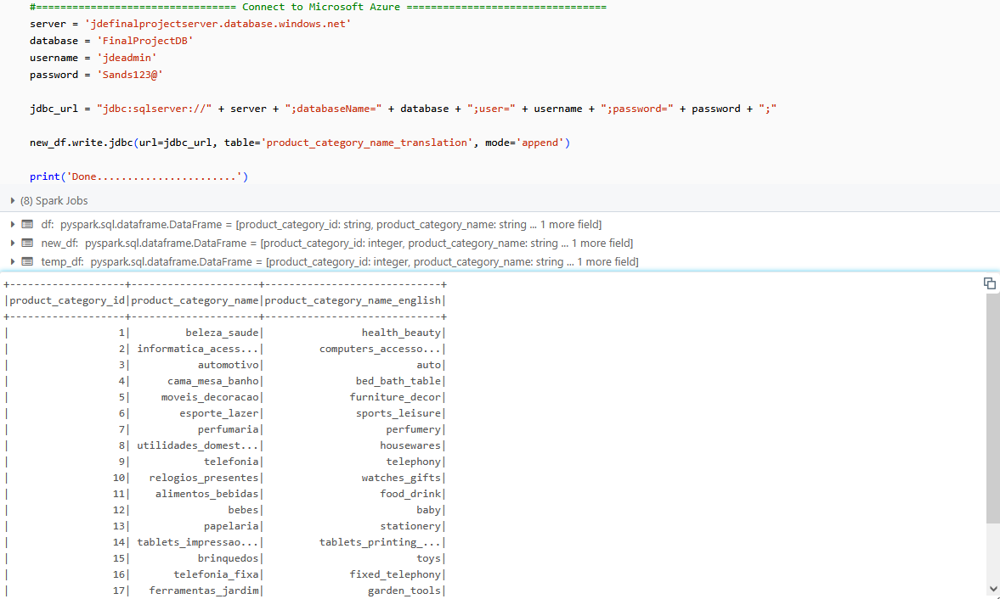 #================================= Connect to Microsoft Azure =================================
server = 'jdefinalprojectserver.database.windows.net'
database = 'FinalProjectDB'
username = 'jdeadmin'
password = 'Sands123@'
jdbc_url = "jdbc:sqlserver://" + server + ";databaseName=" + database + ";user=" + username + ";password=" + password + ";"
new_df.write.jdbc(url=jdbc_url, table='product_category_name_translation', mode='append')
print('Done.......................')
(8) Spark Jobs
df: pyspark.sql.dataframe.DataFrame = [product_category_id: string, product_category_name: string ... 1 more field]
new_df: pyspark.sql.dataframe.DataFrame = [product_category_id: integer, product_category_name: string ... 1 more field]
temp_df: pyspark.sql.dataframe.DataFrame = [product_category_id: integer, product_category_name: string ... 1 more field]
+-------------------+---------------------+-----------------------------+
|product_category_id|product_category_name|product_category_name_english|
+-------------------+---------------------+-----------------------------+
|                  1|         beleza_saude|                health_beauty|
|                  2| informatica_acess...|         computers_accesso...|
|                  3|           automotivo|                         auto|
|                  4|      cama_mesa_banho|               bed_bath_table|
|                  5|     moveis_decoracao|              furniture_decor|
|                  6|        esporte_lazer|               sports_leisure|
|                  7|           perfumaria|                    perfumery|
|                  8| utilidades_domest...|                   housewares|
|                  9|            telefonia|                    telephony|
|                 10|   relogios_presentes|                watches_gifts|
|                 11|    alimentos_bebidas|                   food_drink|
|                 12|                bebes|                         baby|
|                 13|            papelaria|                   stationery|
|                 14| tablets_impressao...|         tablets_printing_...|
|                 15|           brinquedos|                         toys|
|                 16|       telefonia_fixa|              fixed_telephony|
|                 17|   ferramentas_jardim|                 garden_tools|